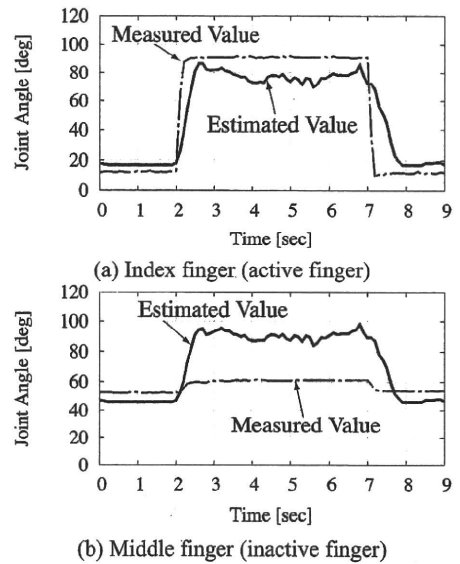 120
100
80
60
40
20
0
Joint Angle [deg]
Measured Value
Estimated Value
0 1 2 3 4 5 6 7 8 9
Time [sec]
(a) Index finger (active finger)
120
100
80
60
40
20
0
Joint Angle [deg]
Estimated Value
Measured Value
0 1 2 3 4 5 6 7 8 9
Time [sec]
(b) Middle finger (inactive finger)